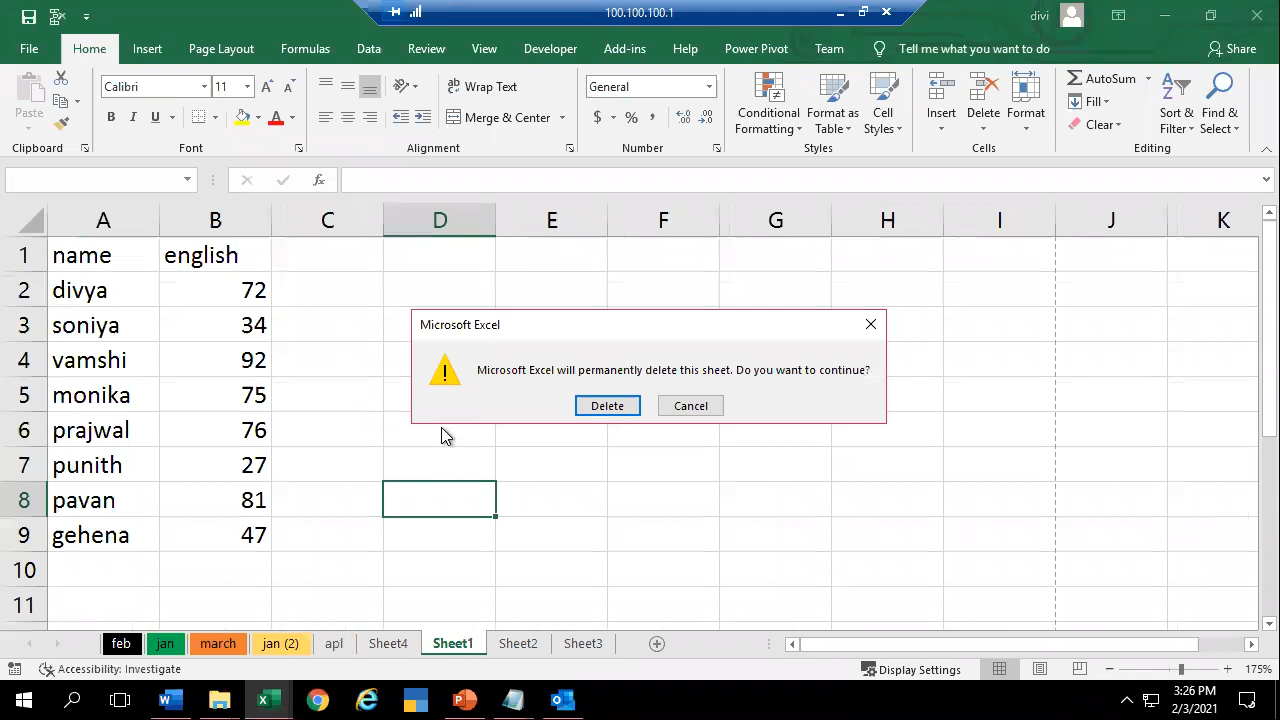 100.100.100.1
divi
File Home Insert Page Layout Formulas Data Review View Developer Add-ins Help Power Pivot Team Tell me what you want to do Share
Paste
Clipboard
Calibri 11
B I U
Font
Wrap Text
Merge & Center
Alignment
General
$ % ,
Number
Conditional Formatting
Format as Table
Cell Styles
Styles
Insert Delete Format
Cells
AutoSum
Fill
Clear
Sort & Filter
Find & Select
Editing
fx
A B C D E F G H I J K
1 name english
2 divya 72
3 soniya 34
4 vamshi 92
5 monika 75
6 prajwal 76
7 punith 27
8 pavan 81
9 gehena 47
10
11
Microsoft Excel
Microsoft Excel will permanently delete this sheet. Do you want to continue?
Delete Cancel
feb jan march jan (2) apl Sheet4 Sheet1 Sheet2 Sheet3
Accessibility: Investigate Display Settings 175%
3:26 PM
2/3/2021